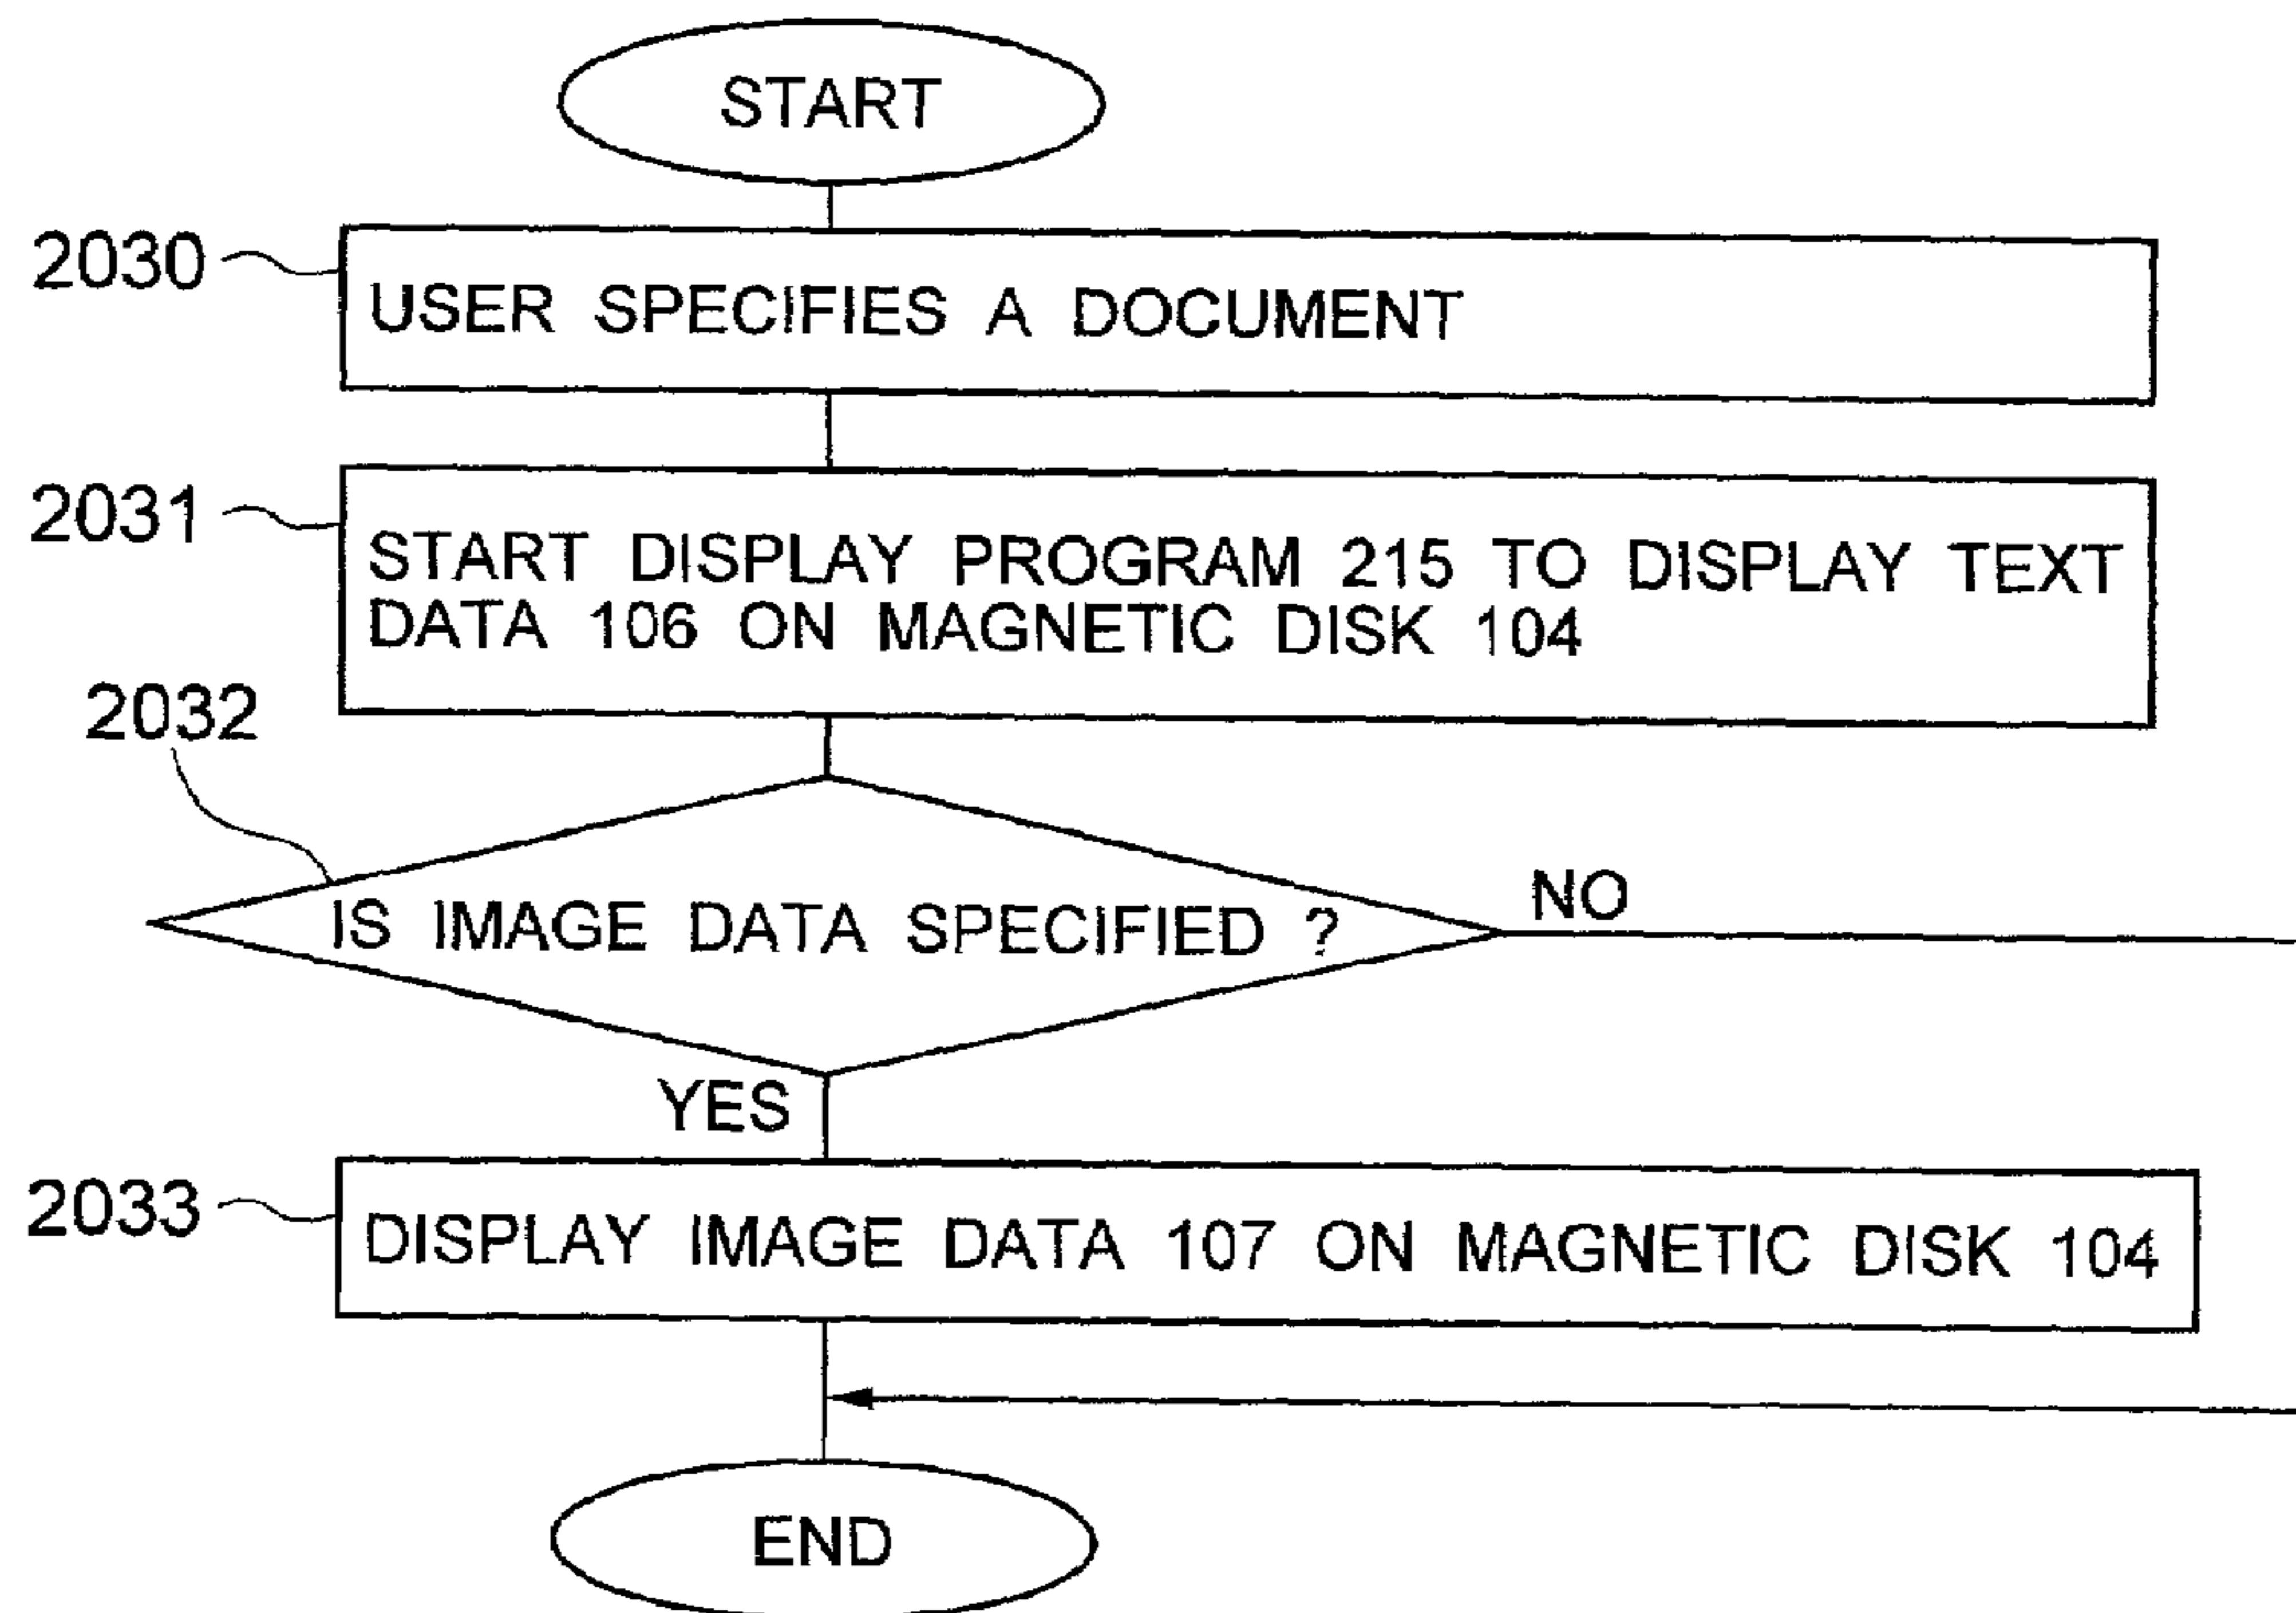 START
2030
USER SPECIFIES A DOCUMENT
2031
START DISPLAY PROGRAM 215 TO DISPLAY TEXT
DATA 106 ON MAGNETIC DISK 104
2032
IS IMAGE DATA SPECIFIED ?
NO
YES
2033
DISPLAY IMAGE DATA 107 ON MAGNETIC DISK 104
END